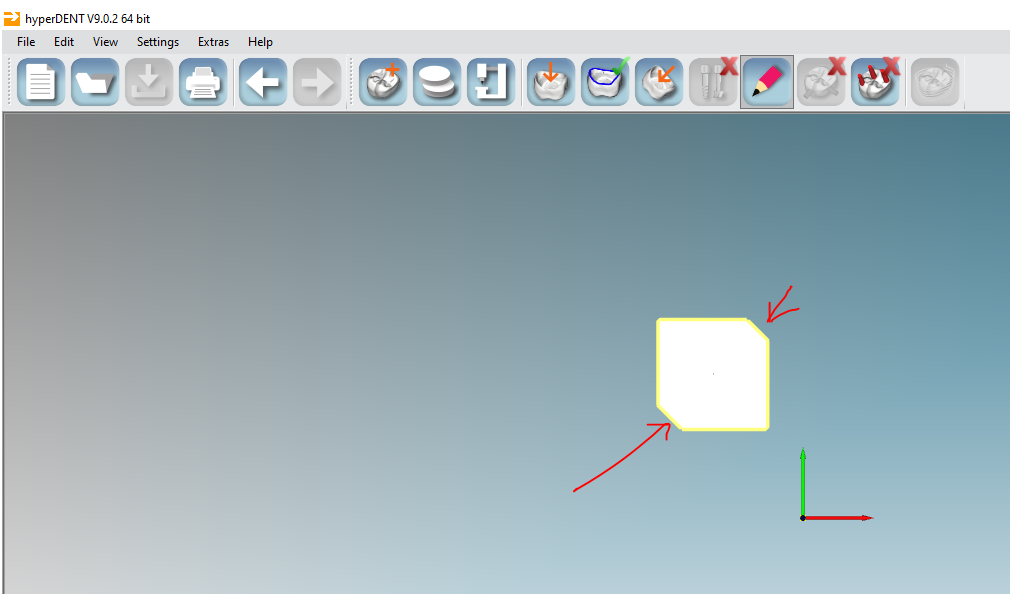 hyperDENT V9.0.2 64 bit
File Edit View Settings Extras Help